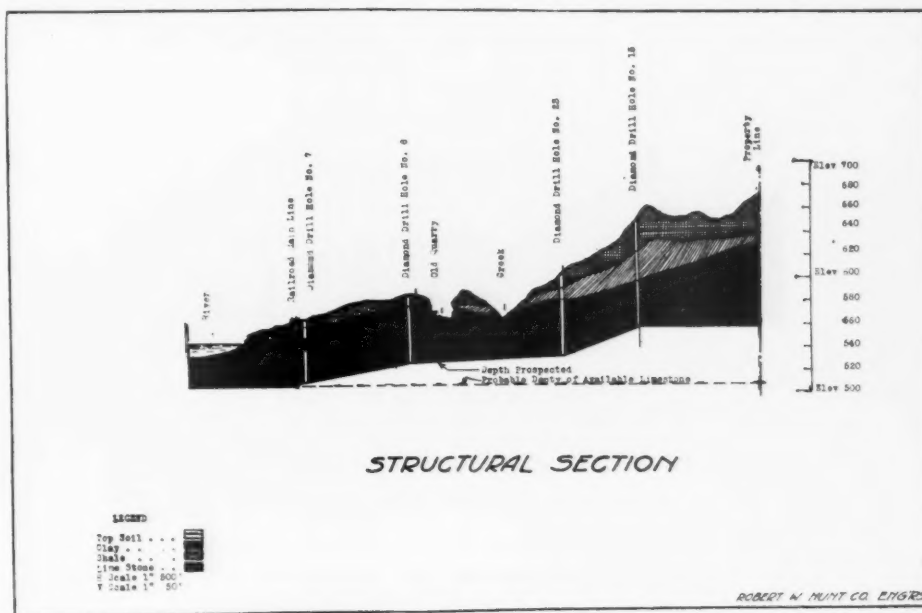 River
Railroad Main Line
Diamond Drill Hole No. 7
Diamond Drill Hole No. 6
Old Quarry
Creek
Diamond Drill Hole No. 23
Diamond Drill Hole No. 15
Property
Line
Elev 700
680
660
640
620
Elev 600
580
560
540
520
Elev 500
Depth Prospected
Probable Depty of Available Limestone
STRUCTURAL SECTION
LEGEND
Top Soil . . .
Clay . . . .
Shale . . . .
Lime Stone . .
H Scale 1" 500'
V Scale 1" 50'
ROBERT W HUNT CO. ENGRS